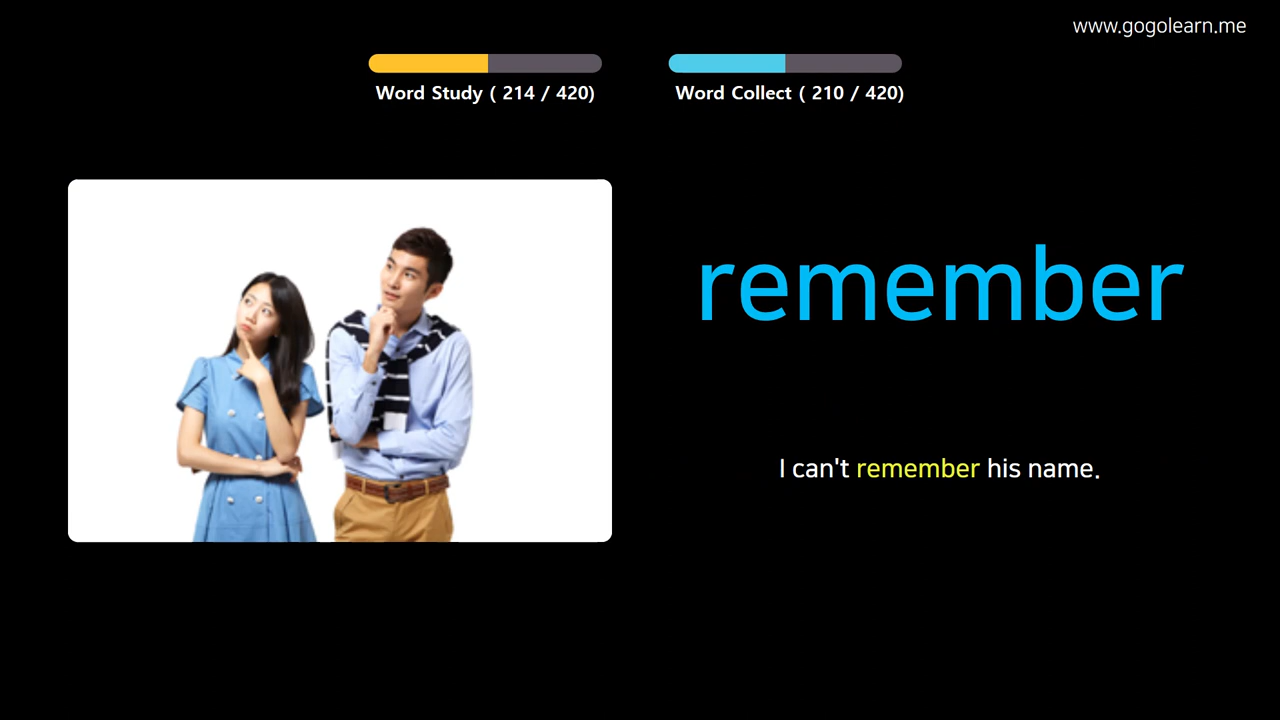 www.gogolearn.me
Word Study ( 214 / 420)
Word Collect ( 210 / 420)
remember
I can't remember his name.